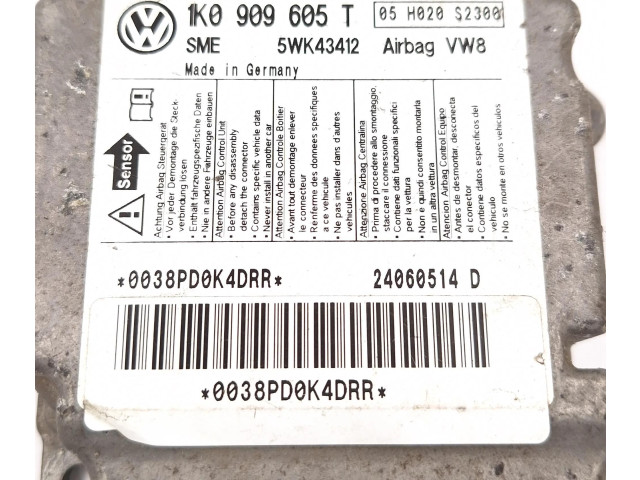 1K0 909 605 T
05 H020 S2300
SME 5WK43412 Airbag VW8
Made in Germany
Sensor
Achtung Airbag Steuergerät
• Vor jeder Demontage die Steck-
verbindung lösen
• Enthält fahrzeugspezifische Daten
• Nie in andere Fahrzeuge einbauen
Attention Airbag Control Unit
• Before any disassembly
detach the connector
• Contains specific vehicle data
• Never install in another car
Attention Airbag Controle Boitier
• Avant tout demontage enlever
le connecteur
• Renferme des donnees specifiques
a ce vehicule
• Ne pas installer dans d'autres
vehicules
Attenzione Airbag Centralina
• Prima di procedere allo smontaggio,
staccare il connessione
• Contiene dati funzionali specifici
per la vettura
• Non e quindi consentito montarla
in un altra vettura
Atencion Airbag Control Equipo
• Antes de desmontar, desconecta
el conector
• Contiene datos especificos del
vehiculo
• No se monte en otros vehiculos
*0038PD0K4DRR* 24060514 D
*0038PD0K4DRR*